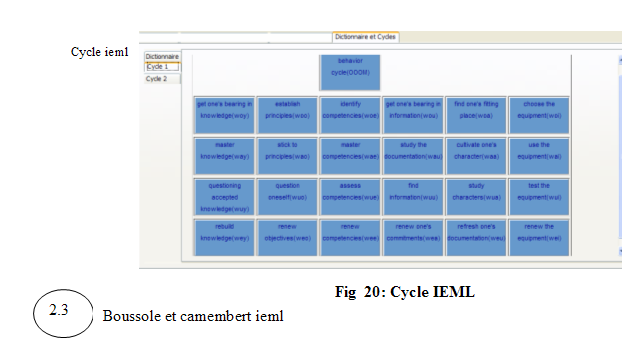 Dictionnaire et Cycles
Cycle ieml
Dictionnaire
Cycle 1
Cycle 2
behavior
cycle(OOOM)
get one's bearing in establish identify get one's bearing in find one's fitting choose the
knowledge(woy) principles(woo) competencies(woe) information(wou) place(woa) equipment(woi)
master stick to master study the cultivate one's use the
knowledge(way) principles(wao) competencies(wae) documentation(wau) character(waa) equipment(wai)
questioning question assess find study test the
accepted oneself(wuo) competencies(wue) information(wuu) characters(wua) equipment(wui)
knowledge(wuy)
rebuild renew renew renew one's refresh one's renew the
knowledge(wey) objectives(weo) competencies(wee) commitments(wea) documentation(weu) equipment(wei)
Fig 20: Cycle IEML
2.3
Boussole et camembert ieml